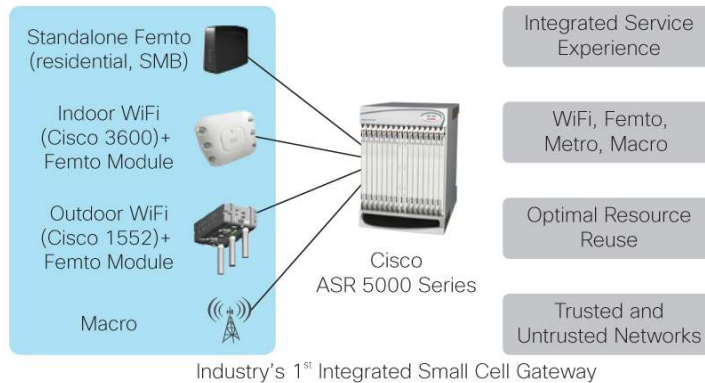 Standalone Femto
(residential, SMB)
Indoor WiFi
(Cisco 3600)+
Femto Module
Outdoor WiFi
(Cisco 1552)+
Femto Module
Macro
Cisco
ASR 5000 Series
Integrated Service
Experience
WiFi, Femto,
Metro, Macro
Optimal Resource
Reuse
Trusted and
Untrusted Networks
Industry's 1st Integrated Small Cell Gateway